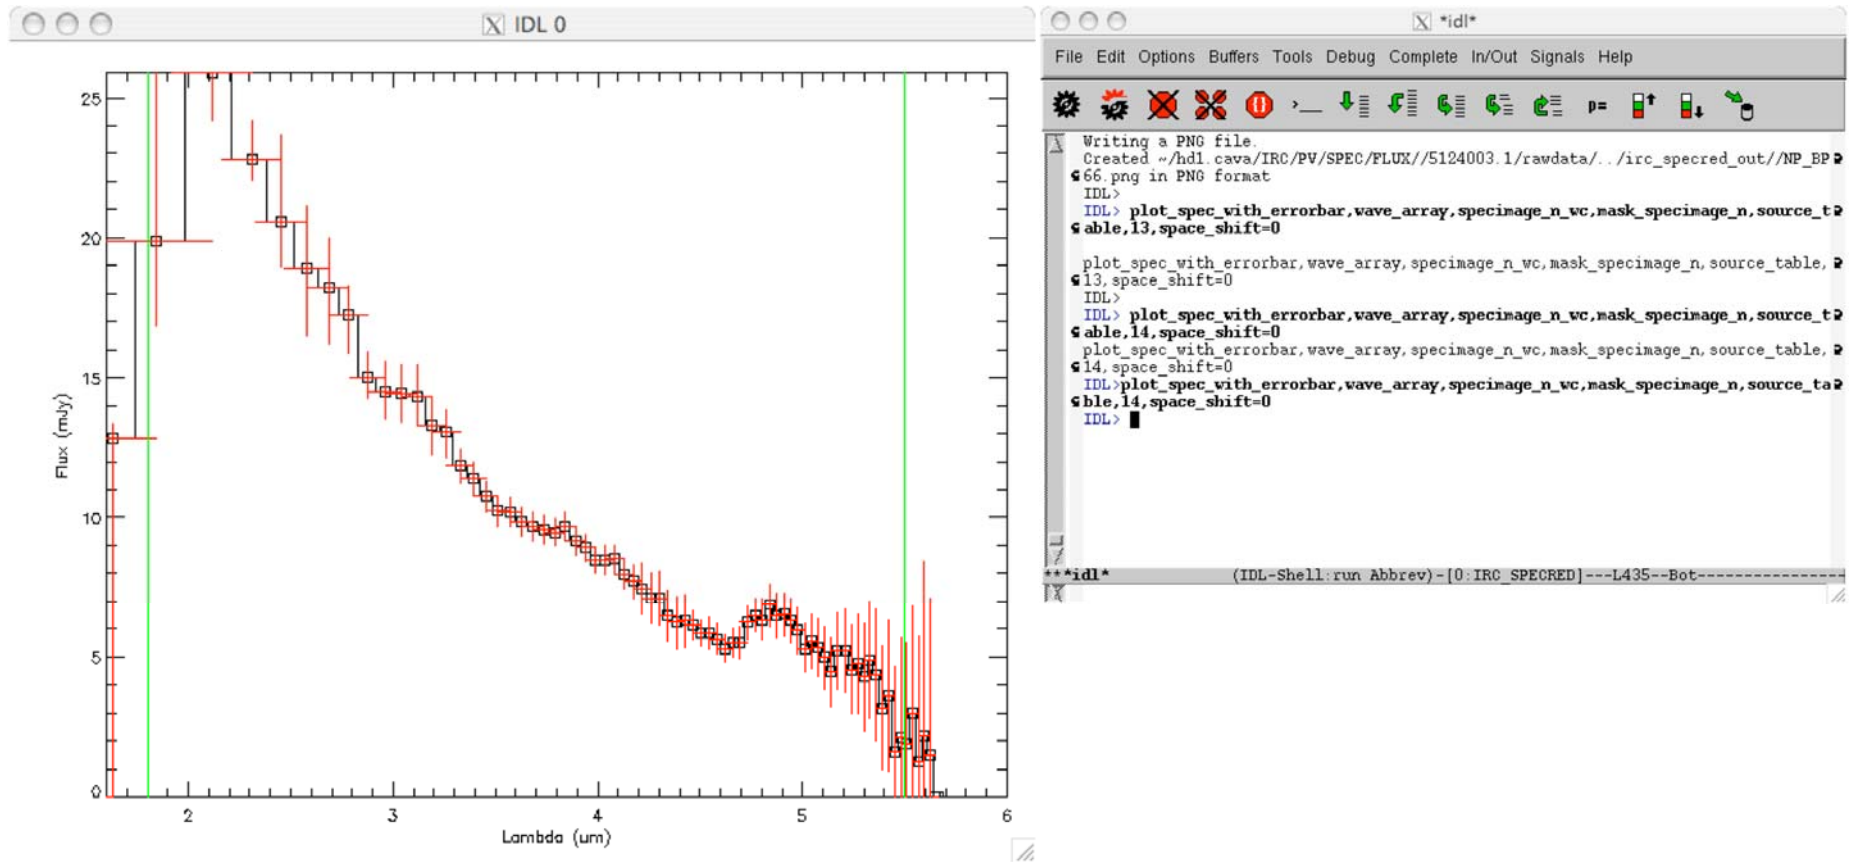 IDL 0
25
20
15
10
5
0
Flux (mJy)
2 3 4 5 6
Lambda (um)
*idl*
File Edit Options Buffers Tools Debug Complete In/Out Signals Help
>__ p=
Writing a PNG file.
Created ~/hd1.cava/IRC/PV/SPEC/FLUX//5124003.1/rawdata/../irc_specred_out//NP_BP
66.png in PNG format
IDL>
IDL> plot_spec_with_errorbar,wave_array,specimage_n_wc,mask_specimage_n,source_t
able,13,space_shift=0
plot_spec_with_errorbar,wave_array,specimage_n_wc,mask_specimage_n,source_table,
13,space_shift=0
IDL>
IDL> plot_spec_with_errorbar,wave_array,specimage_n_wc,mask_specimage_n,source_t
able,14,space_shift=0
plot_spec_with_errorbar,wave_array,specimage_n_wc,mask_specimage_n,source_table,
14,space_shift=0
IDL>plot_spec_with_errorbar,wave_array,specimage_n_wc,mask_specimage_n,source_ta
ble,14,space_shift=0
IDL>
***idl* (IDL-Shell:run Abbrev)-[0:IRC_SPECRED]---L435--Bot-----------------